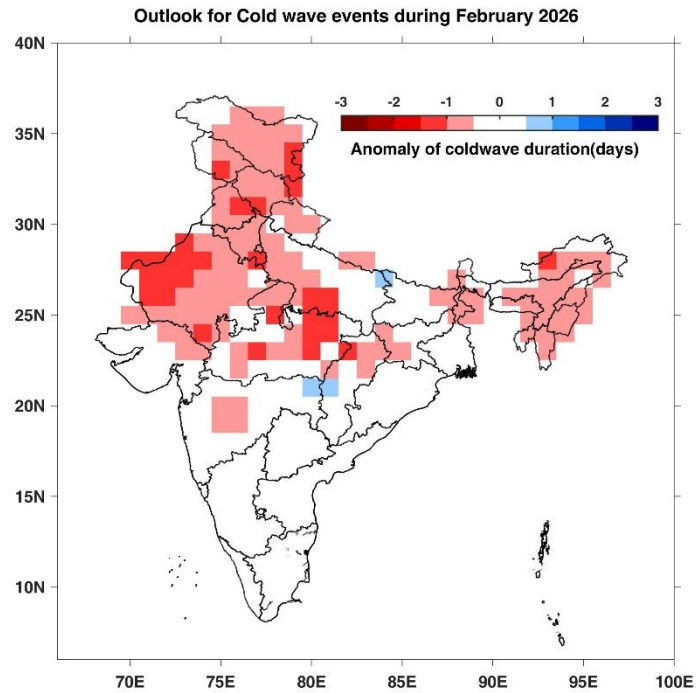 Outlook for Cold wave events during February 2026
40N
-3 -2 -1 0 1 2 3
35N
Anomaly of coldwave duration(days)
30N
25N
20N
15N
10N
70E 75E 80E 85E 90E 95E 100E